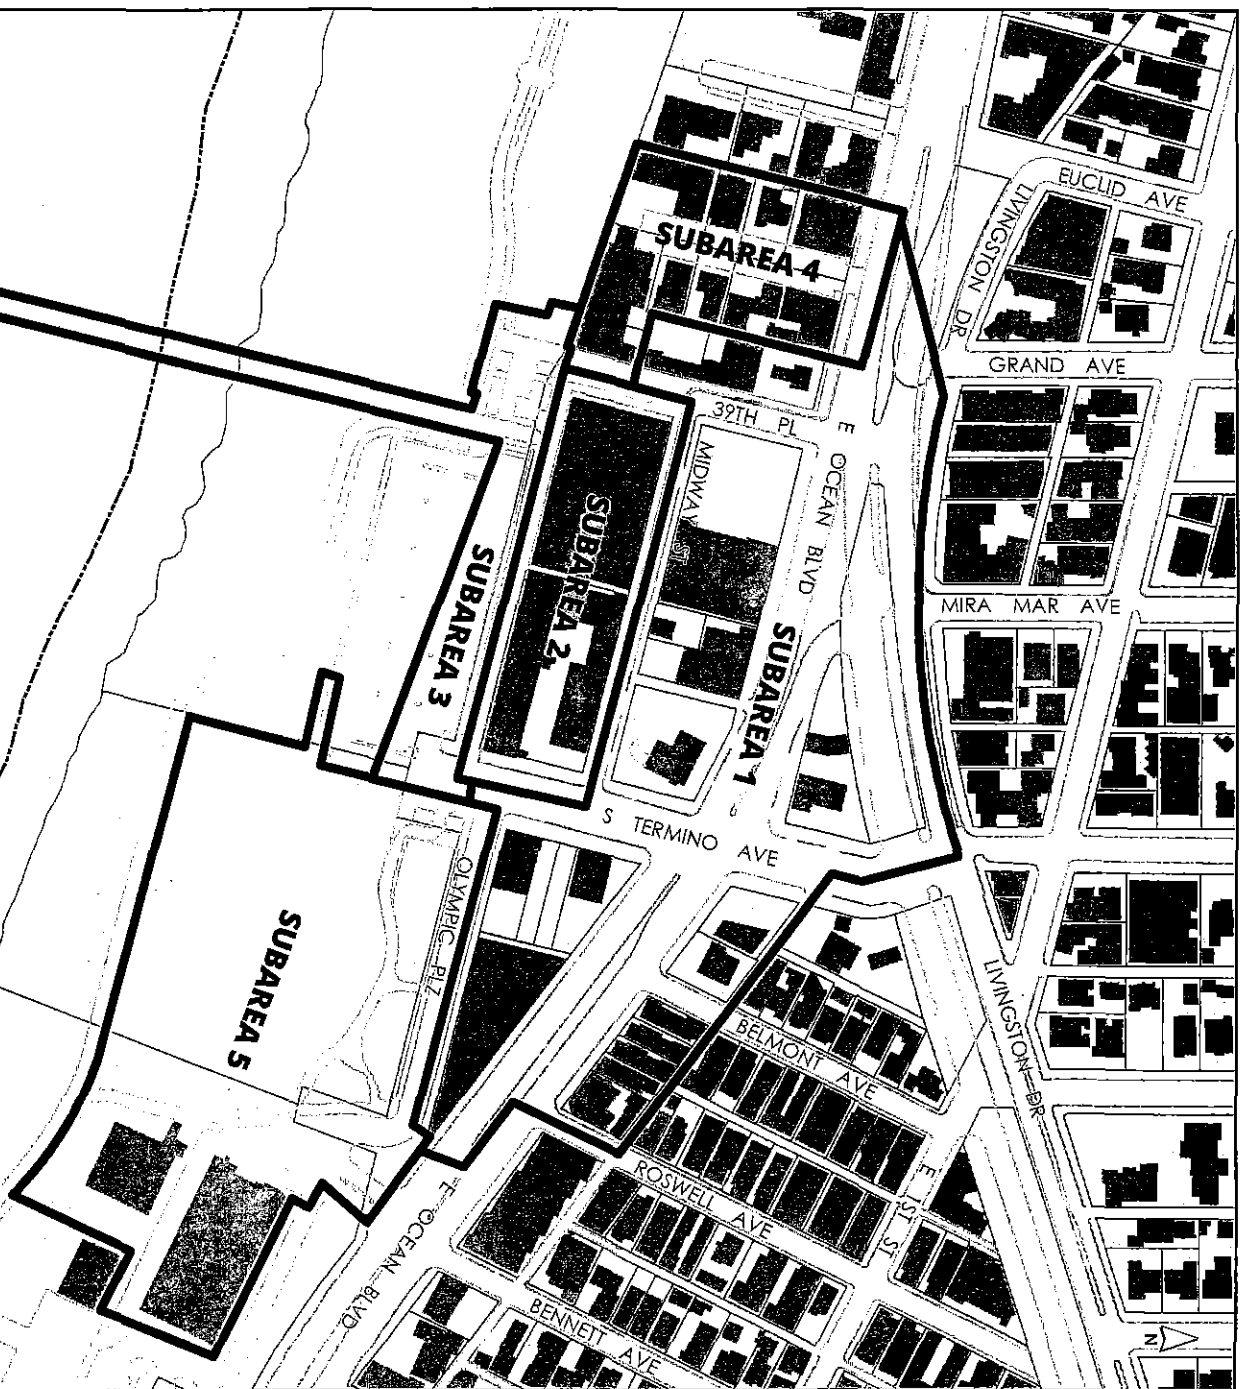 EUCLID AVE
LIVINGSTON DR
SUBAREA 4
GRAND AVE
39TH PL
E OCEAN BLVD
MIDWAY ST
SUBAREA 2
SUBAREA 3
SUBAREA 1
MIRA MAR AVE
S TERMINO AVE
OLYMPIC PLZ
SUBAREA 5
LIVINGSTON DR
BELMONT AVE
E 1ST ST
ROSWELL AVE
E OCEAN BLVD
BENNETT AVE
N